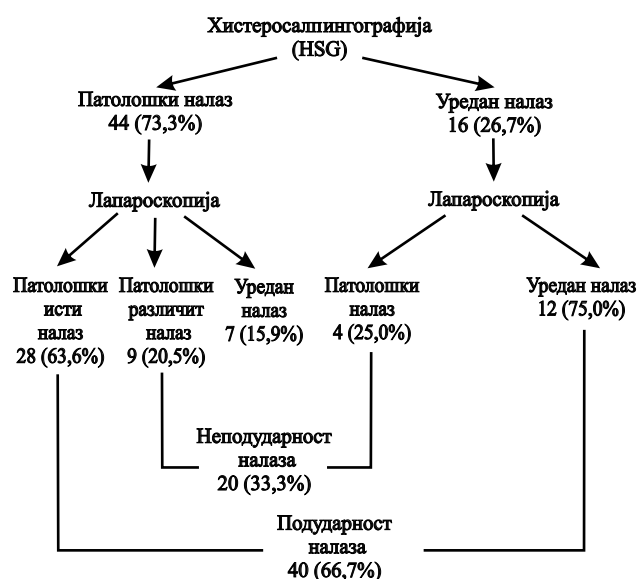 Хистеросалпингографија
(HSG)
Патолошки налаз
44 (73,3%)
Уредан налаз
16 (26,7%)
Лапароскопија
Лапароскопија
Патолошки
исти
налаз
28 (63,6%)
Патолошки
различит
налаз
9 (20,5%)
Уредан
налаз
7 (15,9%)
Патолошки
налаз
4 (25,0%)
Уредан налаз
12 (75,0%)
Неподударност
налаза
20 (33,3%)
Подударност
налаза
40 (66,7%)